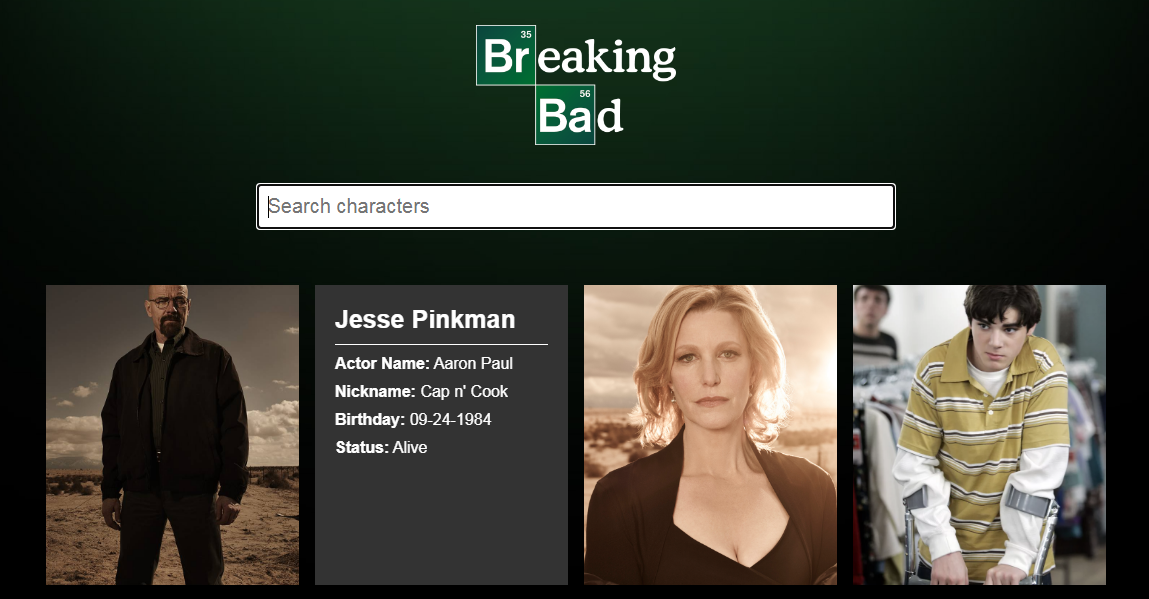 35
Breaking
56
Bad
Search characters
Jesse Pinkman
Actor Name: Aaron Paul
Nickname: Cap n' Cook
Birthday: 09-24-1984
Status: Alive